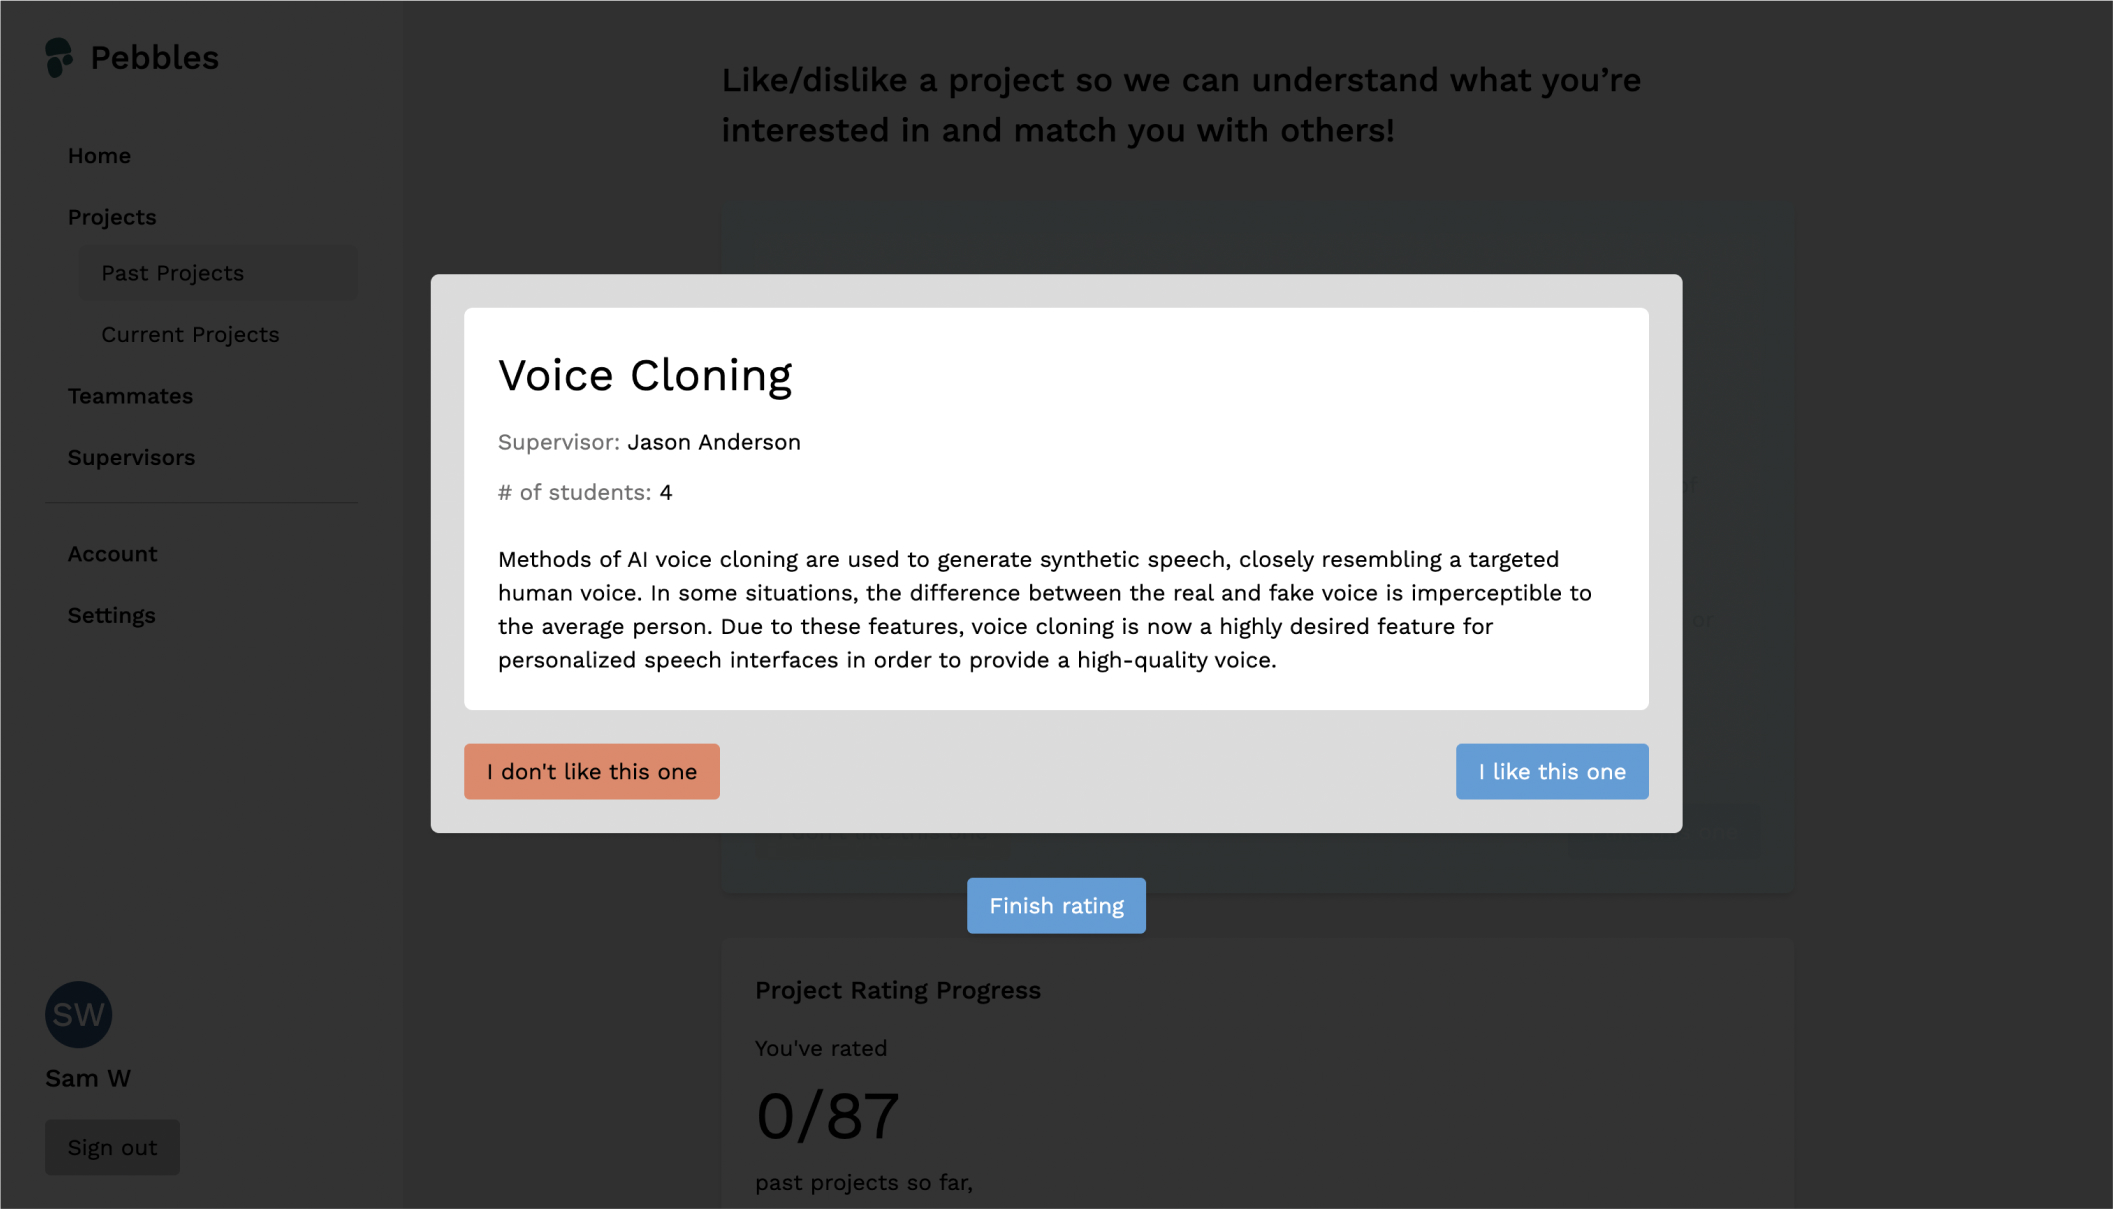 Pebbles
Home
Projects
Past Projects
Current Projects
Teammates
Supervisors
Account
Settings
SW
Sam W
Sign out
Like/dislike a project so we can understand what you’re
interested in and match you with others!
Voice Cloning
Supervisor: Jason Anderson
# of students: 4
Methods of AI voice cloning are used to generate synthetic speech, closely resembling a targeted
human voice. In some situations, the difference between the real and fake voice is imperceptible to
the average person. Due to these features, voice cloning is now a highly desired feature for
personalized speech interfaces in order to provide a high-quality voice.
I don't like this one
I like this one
Finish rating
Project Rating Progress
You've rated
0/87
past projects so far,